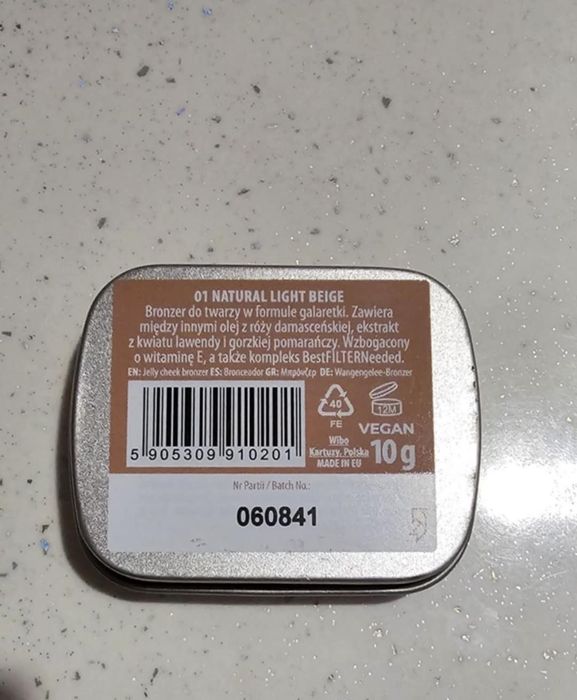 01 NATURAL LIGHT BEIGE
Bronzer do twarzy w formule galaretki. Zawiera
między innymi olej z róży damasceńskiej, ekstrakt
z kwiatu lawendy i gorzkiej pomarańczy. Wzbogacony
o witaminę E, a także kompleks BestFILTERNeeded.
EN: Jelly cheek bronzer ES: Bronceador GR: Μπρόνζερ DE: Wangengelee-Bronzer
5 905309 910201
40
FE
12M
VEGAN
Wibo
Kartuzy, Polska
MADE IN EU
10 g
Nr Partii / Batch No.:
060841